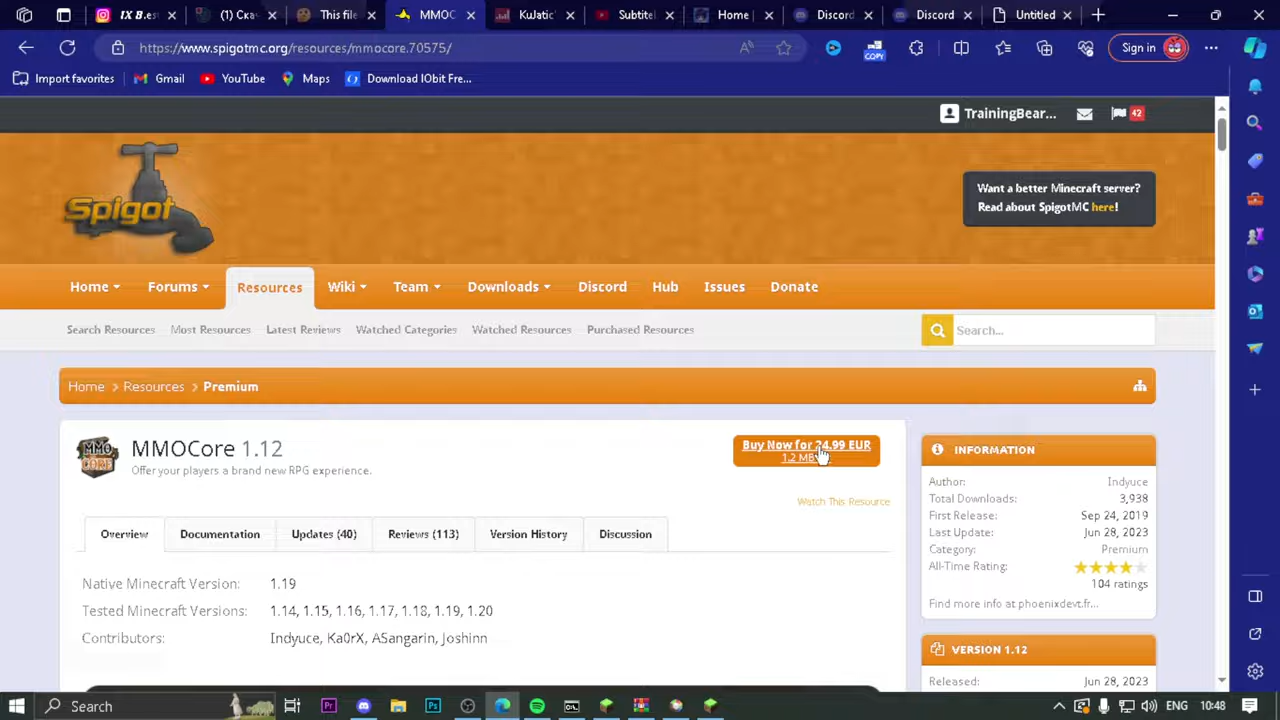 IX B.es
(1) Cxa
This file
MMOC
KuJatic
Subtitel
Home
Discord
Discord
Untitled
https://www.spigotmc.org/resources/mmocore.70575/
COPY
Sign in
Import favorites
Gmail
YouTube
Maps
Download IObit Fre...
TrainingBear...
42
Spigot
Want a better Minecraft server?
Read about SpigotMC here!
Home
Forums
Resources
Wiki
Team
Downloads
Discord
Hub
Issues
Donate
Search Resources
Most Resources
Latest Reviews
Watched Categories
Watched Resources
Purchased Resources
Search...
Home > Resources > Premium
MMO CORE
MMOCore 1.12
Offer your players a brand new RPG experience.
Buy Now for 24.99 EUR
1.2 MB
Watch This Resource
Overview
Documentation
Updates (40)
Reviews (113)
Version History
Discussion
Native Minecraft Version: 1.19
Tested Minecraft Versions: 1.14, 1.15, 1.16, 1.17, 1.18, 1.19, 1.20
Contributors: Indyuce, Ka0rX, ASangarin, Joshinn
INFORMATION
Author: Indyuce
Total Downloads: 3,938
First Release: Sep 24, 2019
Last Update: Jun 28, 2023
Category: Premium
All-Time Rating:
104 ratings
Find more info at phoenixdevt.fr...
VERSION 1.12
Released: Jun 28, 2023
Search
Pr
Ps
ENG
10:48